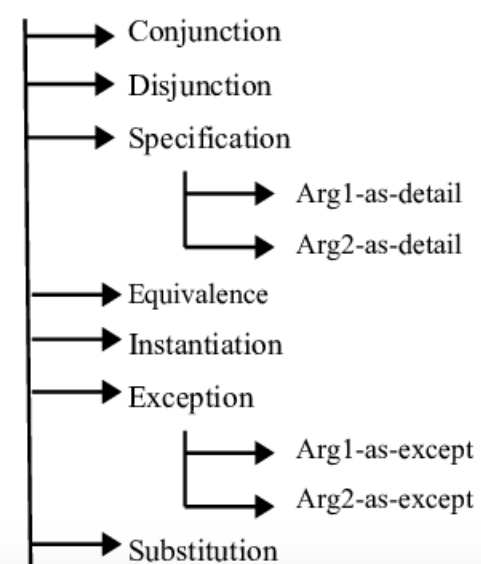 Conjunction
Disjunction
Specification
Arg1-as-detail
Arg2-as-detail
Equivalence
Instantiation
Exception
Arg1-as-except
Arg2-as-except
Substitution